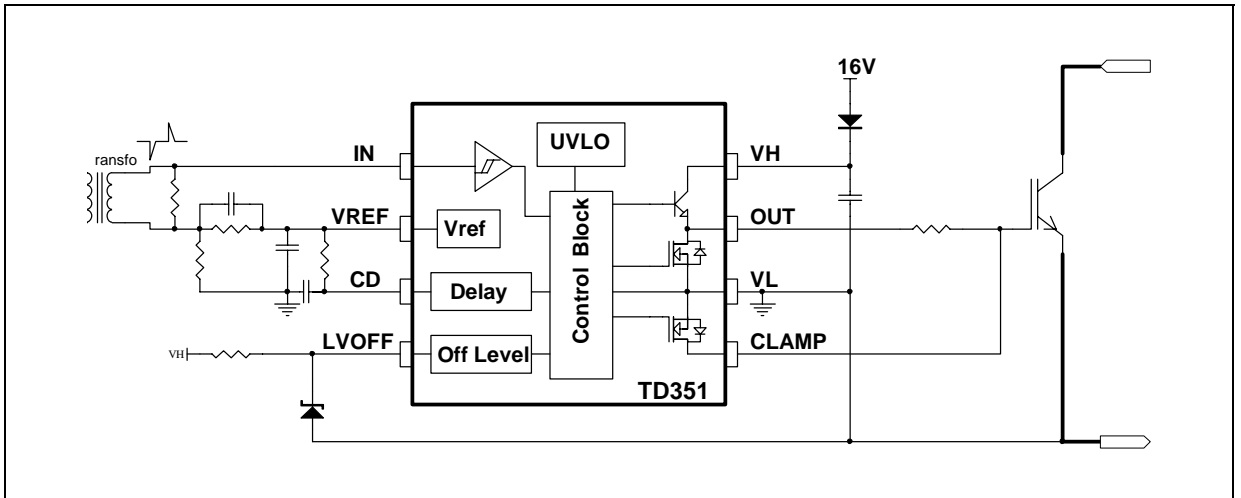 16V
ransfo
IN
UVLO
VH
VREF
Vref
OUT
Control Block
CD
Delay
VL
LVOFF
Off Level
CLAMP
VH
TD351